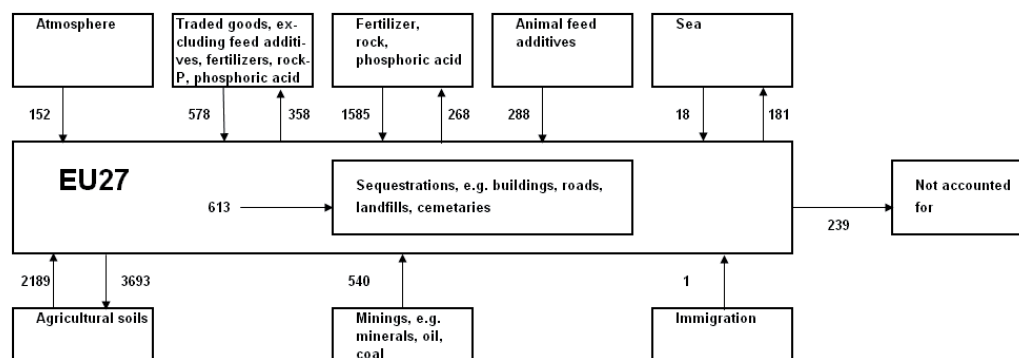 Atmosphere
Traded goods, ex-
cluding feed additi-
ves, fertilizers, rock-
P, phosphoric acid
Fertilizer,
rock,
phosphoric acid
Animal feed
additives
Sea
152
578
358
1585
268
288
18
181
EU27
613
Sequestrations, e.g. buildings, roads,
landfills, cemetaries
Not accounted
for
239
2189
3693
540
1
Agricultural soils
Minings, e.g.
minerals, oil,
coal
Immigration